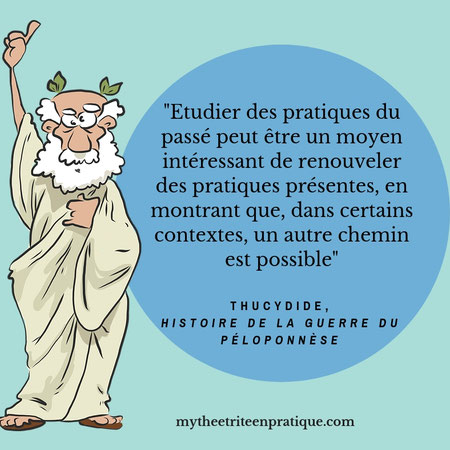 "Etudier des pratiques du
passé peut être un moyen
intéressant de renouveler
des pratiques présentes, en
montrant que, dans certains
contextes, un autre chemin
est possible"
THUCYDIDE,
HISTOIRE DE LA GUERRE DU
PÉLOPONNÈSE
mytheetriteenpratique.com